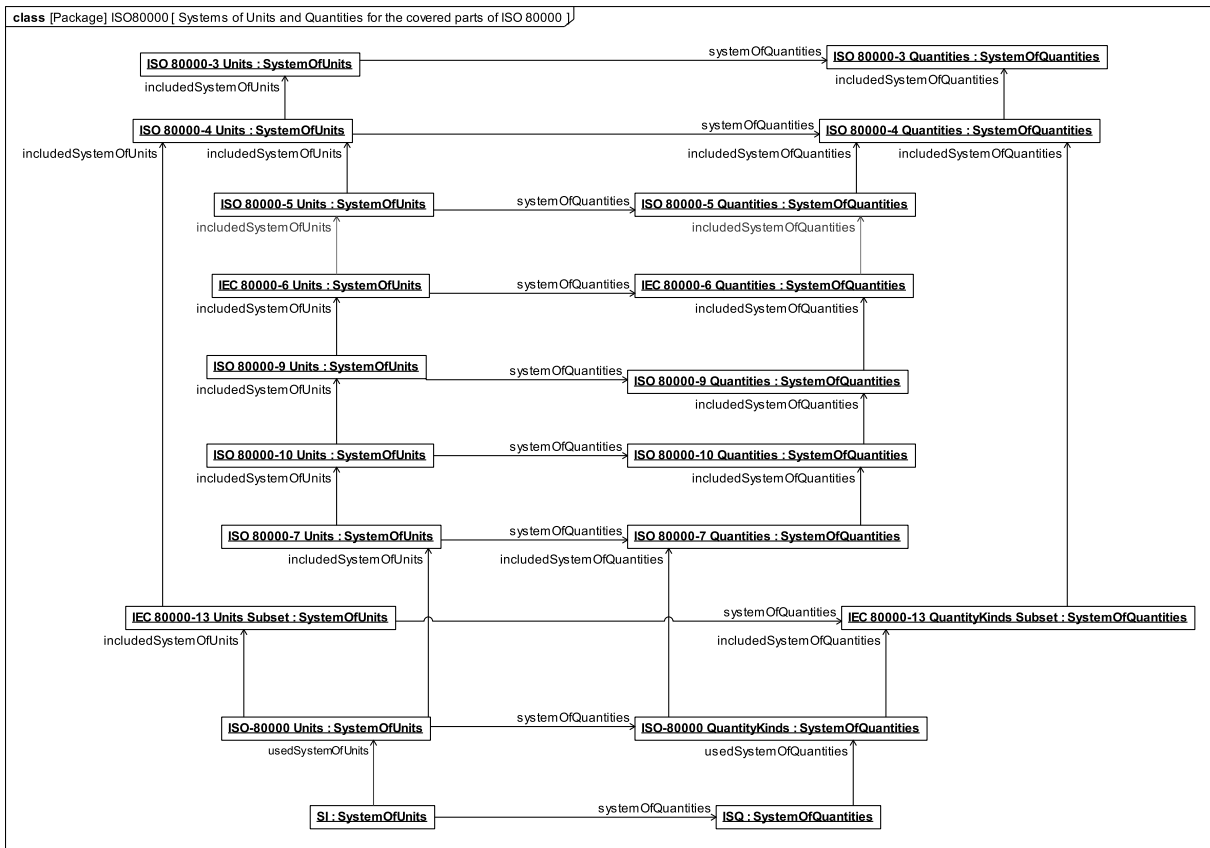 class [Package] ISO80000 [ Systems of Units and Quantities for the covered parts of ISO 80000 ]
ISO 80000-3 Units : SystemOfUnits
systemOfQuantities
ISO 80000-3 Quantities : SystemOfQuantities
includedSystemOfUnits
includedSystemOfQuantities
ISO 80000-4 Units : SystemOfUnits
systemOfQuantities
ISO 80000-4 Quantities : SystemOfQuantities
includedSystemOfUnits
includedSystemOfUnits
includedSystemOfQuantities
includedSystemOfQuantities
ISO 80000-5 Units : SystemOfUnits
systemOfQuantities
ISO 80000-5 Quantities : SystemOfQuantities
includedSystemOfUnits
includedSystemOfQuantities
IEC 80000-6 Units : SystemOfUnits
systemOfQuantities
IEC 80000-6 Quantities : SystemOfQuantities
includedSystemOfUnits
includedSystemOfQuantities
ISO 80000-9 Units : SystemOfUnits
systemOfQuantities
ISO 80000-9 Quantities : SystemOfQuantities
includedSystemOfUnits
includedSystemOfQuantities
ISO 80000-10 Units : SystemOfUnits
systemOfQuantities
ISO 80000-10 Quantities : SystemOfQuantities
includedSystemOfUnits
includedSystemOfQuantities
ISO 80000-7 Units : SystemOfUnits
systemOfQuantities
ISO 80000-7 Quantities : SystemOfQuantities
includedSystemOfUnits
includedSystemOfQuantities
IEC 80000-13 Units Subset : SystemOfUnits
systemOfQuantities
IEC 80000-13 QuantityKinds Subset : SystemOfQuantities
includedSystemOfUnits
includedSystemOfQuantities
ISO-80000 Units : SystemOfUnits
systemOfQuantities
ISO-80000 QuantityKinds : SystemOfQuantities
usedSystemOfUnits
usedSystemOfQuantities
SI : SystemOfUnits
systemOfQuantities
ISQ : SystemOfQuantities